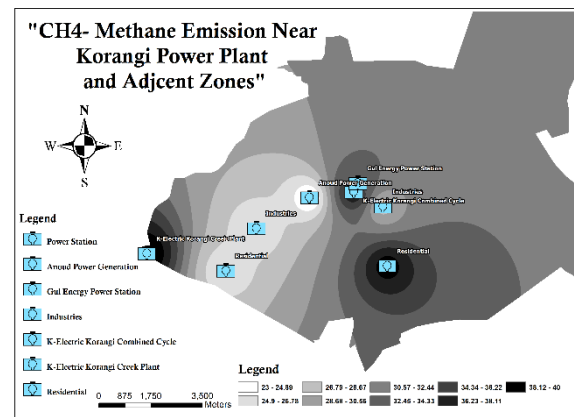 "CH4- Methane Emission Near
Korangi Power Plant
and Adjcent Zones"
N
W E
S
Gul Energy Power Station
Anoud Power Generation
Industries
K-Electric Korangi Combined Cycle
Industries
K-Electric Korangi Creek Plant
Residential
Residential
Legend
Power Station
Anoud Power Generation
Gul Energy Power Station
Industries
K-Electric Korangi Combined Cycle
K-Electric Korangi Creek Plant
Residential
0 875 1,750 3,500
Meters
Legend
23 - 24.89 26.79 - 28.67 30.57 - 32.44 34.34 - 36.22 38.12 - 40
24.9 - 26.78 28.68 - 30.56 32.45 - 34.33 36.23 - 38.11